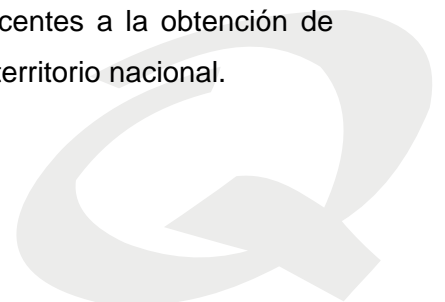 centes a la obtención de
territorio nacional.